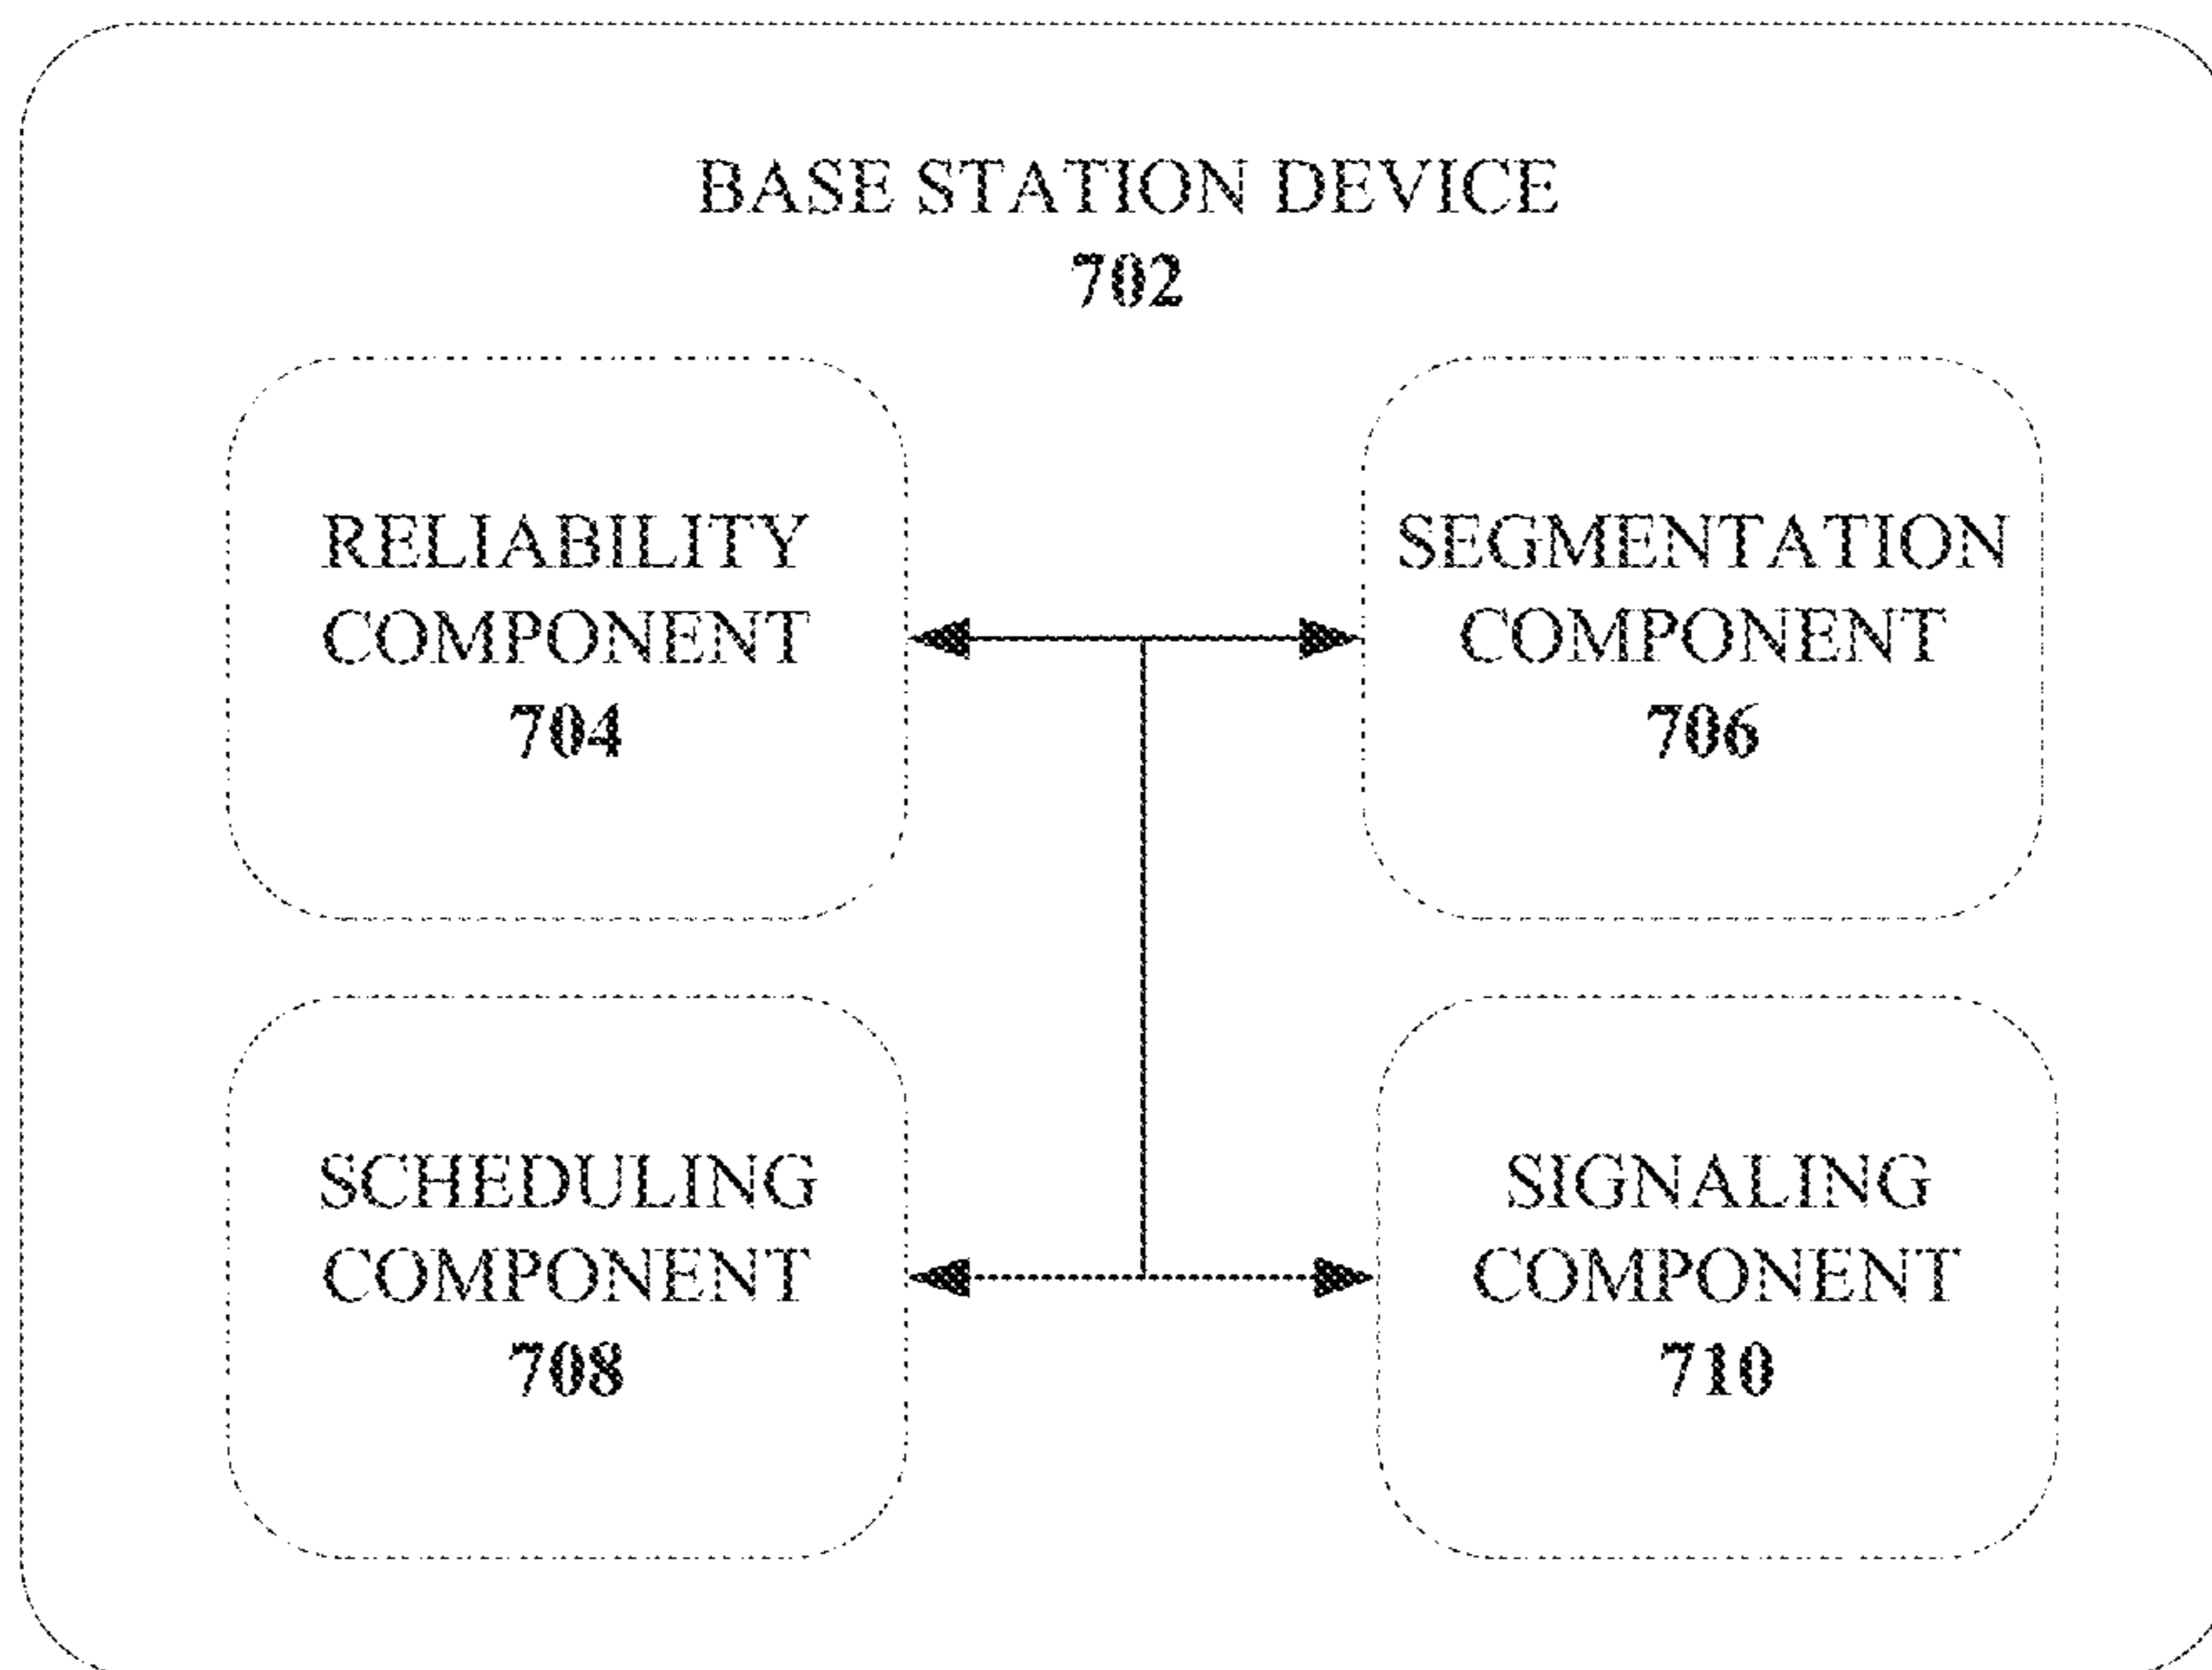 BASE STATION DEVICE
702
RELIABILITY
COMPONENT
704
SEGMENTATION
COMPONENT
706
SCHEDULING
COMPONENT
708
SIGNALING
COMPONENT
710